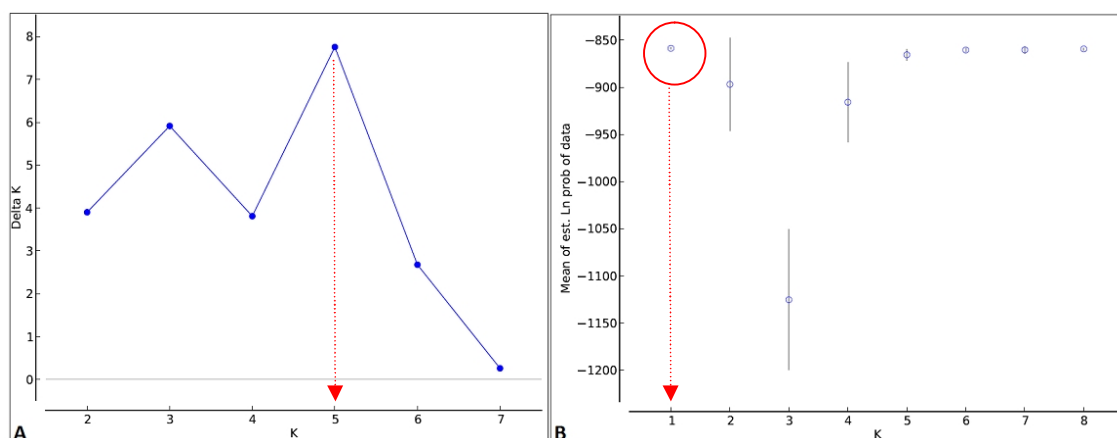 8
7
6
5
4
3
2
1
0
Delta K
2 3 4 5 6 7
K
A
−850
−900
−950
−1000
−1050
−1100
−1150
−1200
Mean of est. Ln prob of data
1 2 3 4 5 6 7 8
K
B